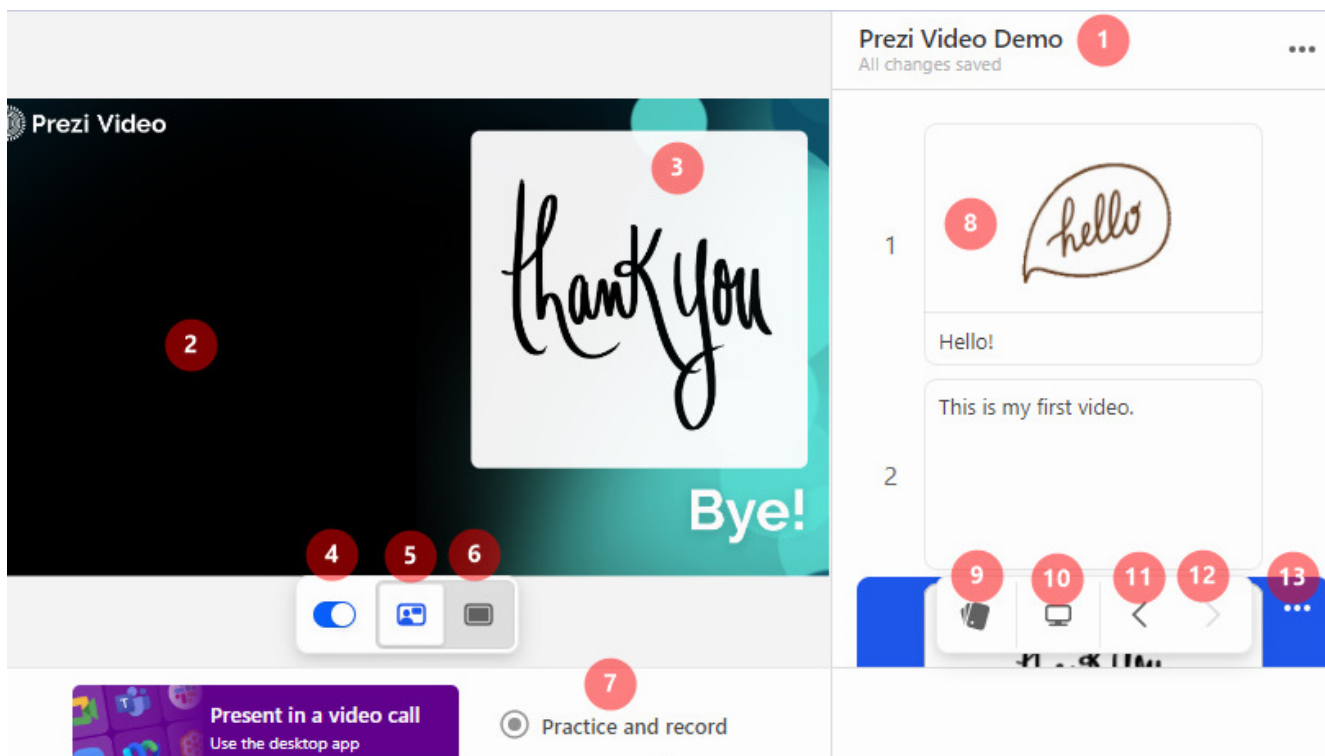 Prezi Video Demo 1
All changes saved
Prezi Video
3
thank you
2
Bye!
4 5 6
7
Present in a video call
Use the desktop app
Practice and record
1
8
hello
Hello!
This is my first video.
2
9 10 11 12 13
thank you